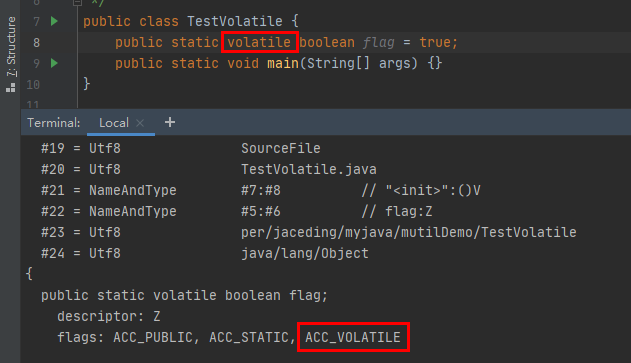 Z: Structure
6 */
7 public class TestVolatile {
8 public static volatile boolean flag = true;
9 public static void main(String[] args) {}
10 }
11
Terminal: Local × +
#19 = Utf8 SourceFile
#20 = Utf8 TestVolatile.java
#21 = NameAndType #7:#8 // "<init>":()V
#22 = NameAndType #5:#6 // flag:Z
#23 = Utf8 per/jaceding/myjava/mutilDemo/TestVolatile
#24 = Utf8 java/lang/Object
{
public static volatile boolean flag;
descriptor: Z
flags: ACC_PUBLIC, ACC_STATIC, ACC_VOLATILE